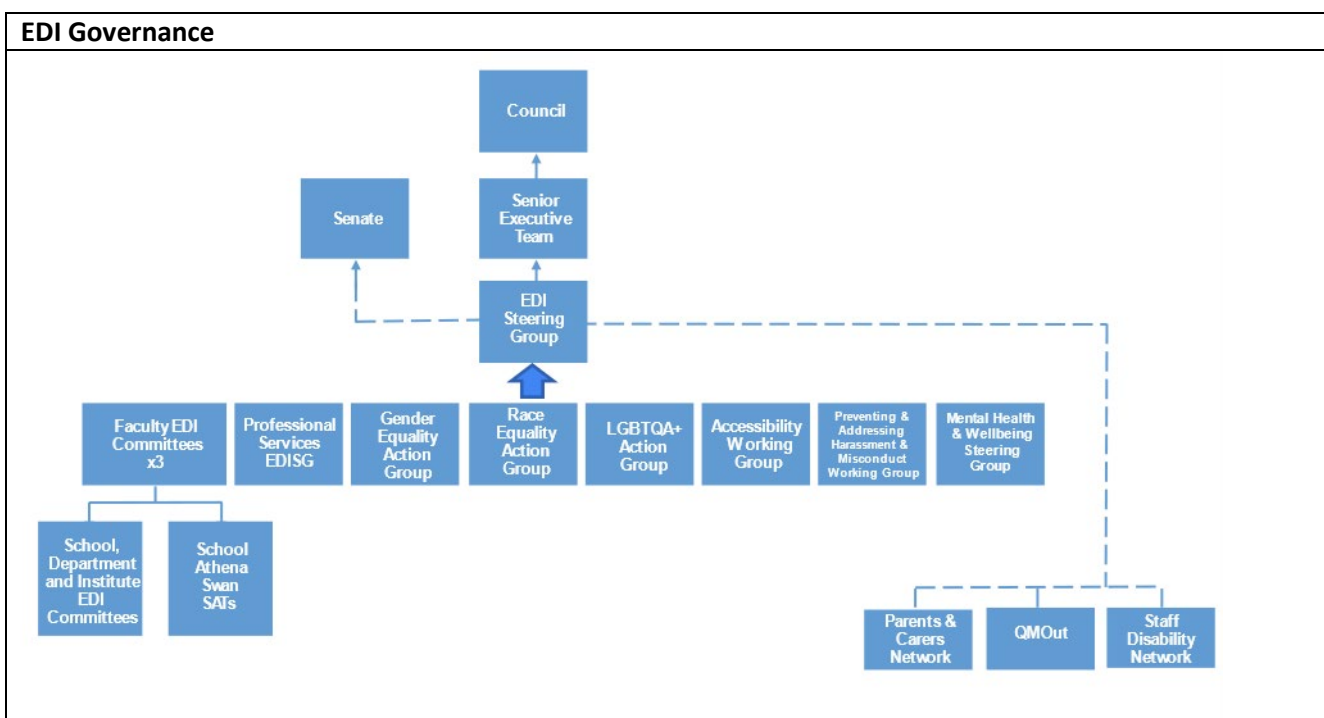 EDI Governance
Council
Senate
Senior
Executive
Team
EDI
Steering
Group
Faculty EDI
Committees
x3
Professional
Services
EDISG
Gender
Equality
Action
Group
Race
Equality
Action
Group
LGBTQA+
Action
Group
Accessibility
Working
Group
Preventing &
Addressing
Harassment &
Misconduct
Working Group
Mental Health
& Wellbeing
Steering
Group
School,
Department
and Institute
EDI
Committees
School
Athena
Swan
SATs
Parents &
Carers
Network
QMOut
Staff
Disability
Network